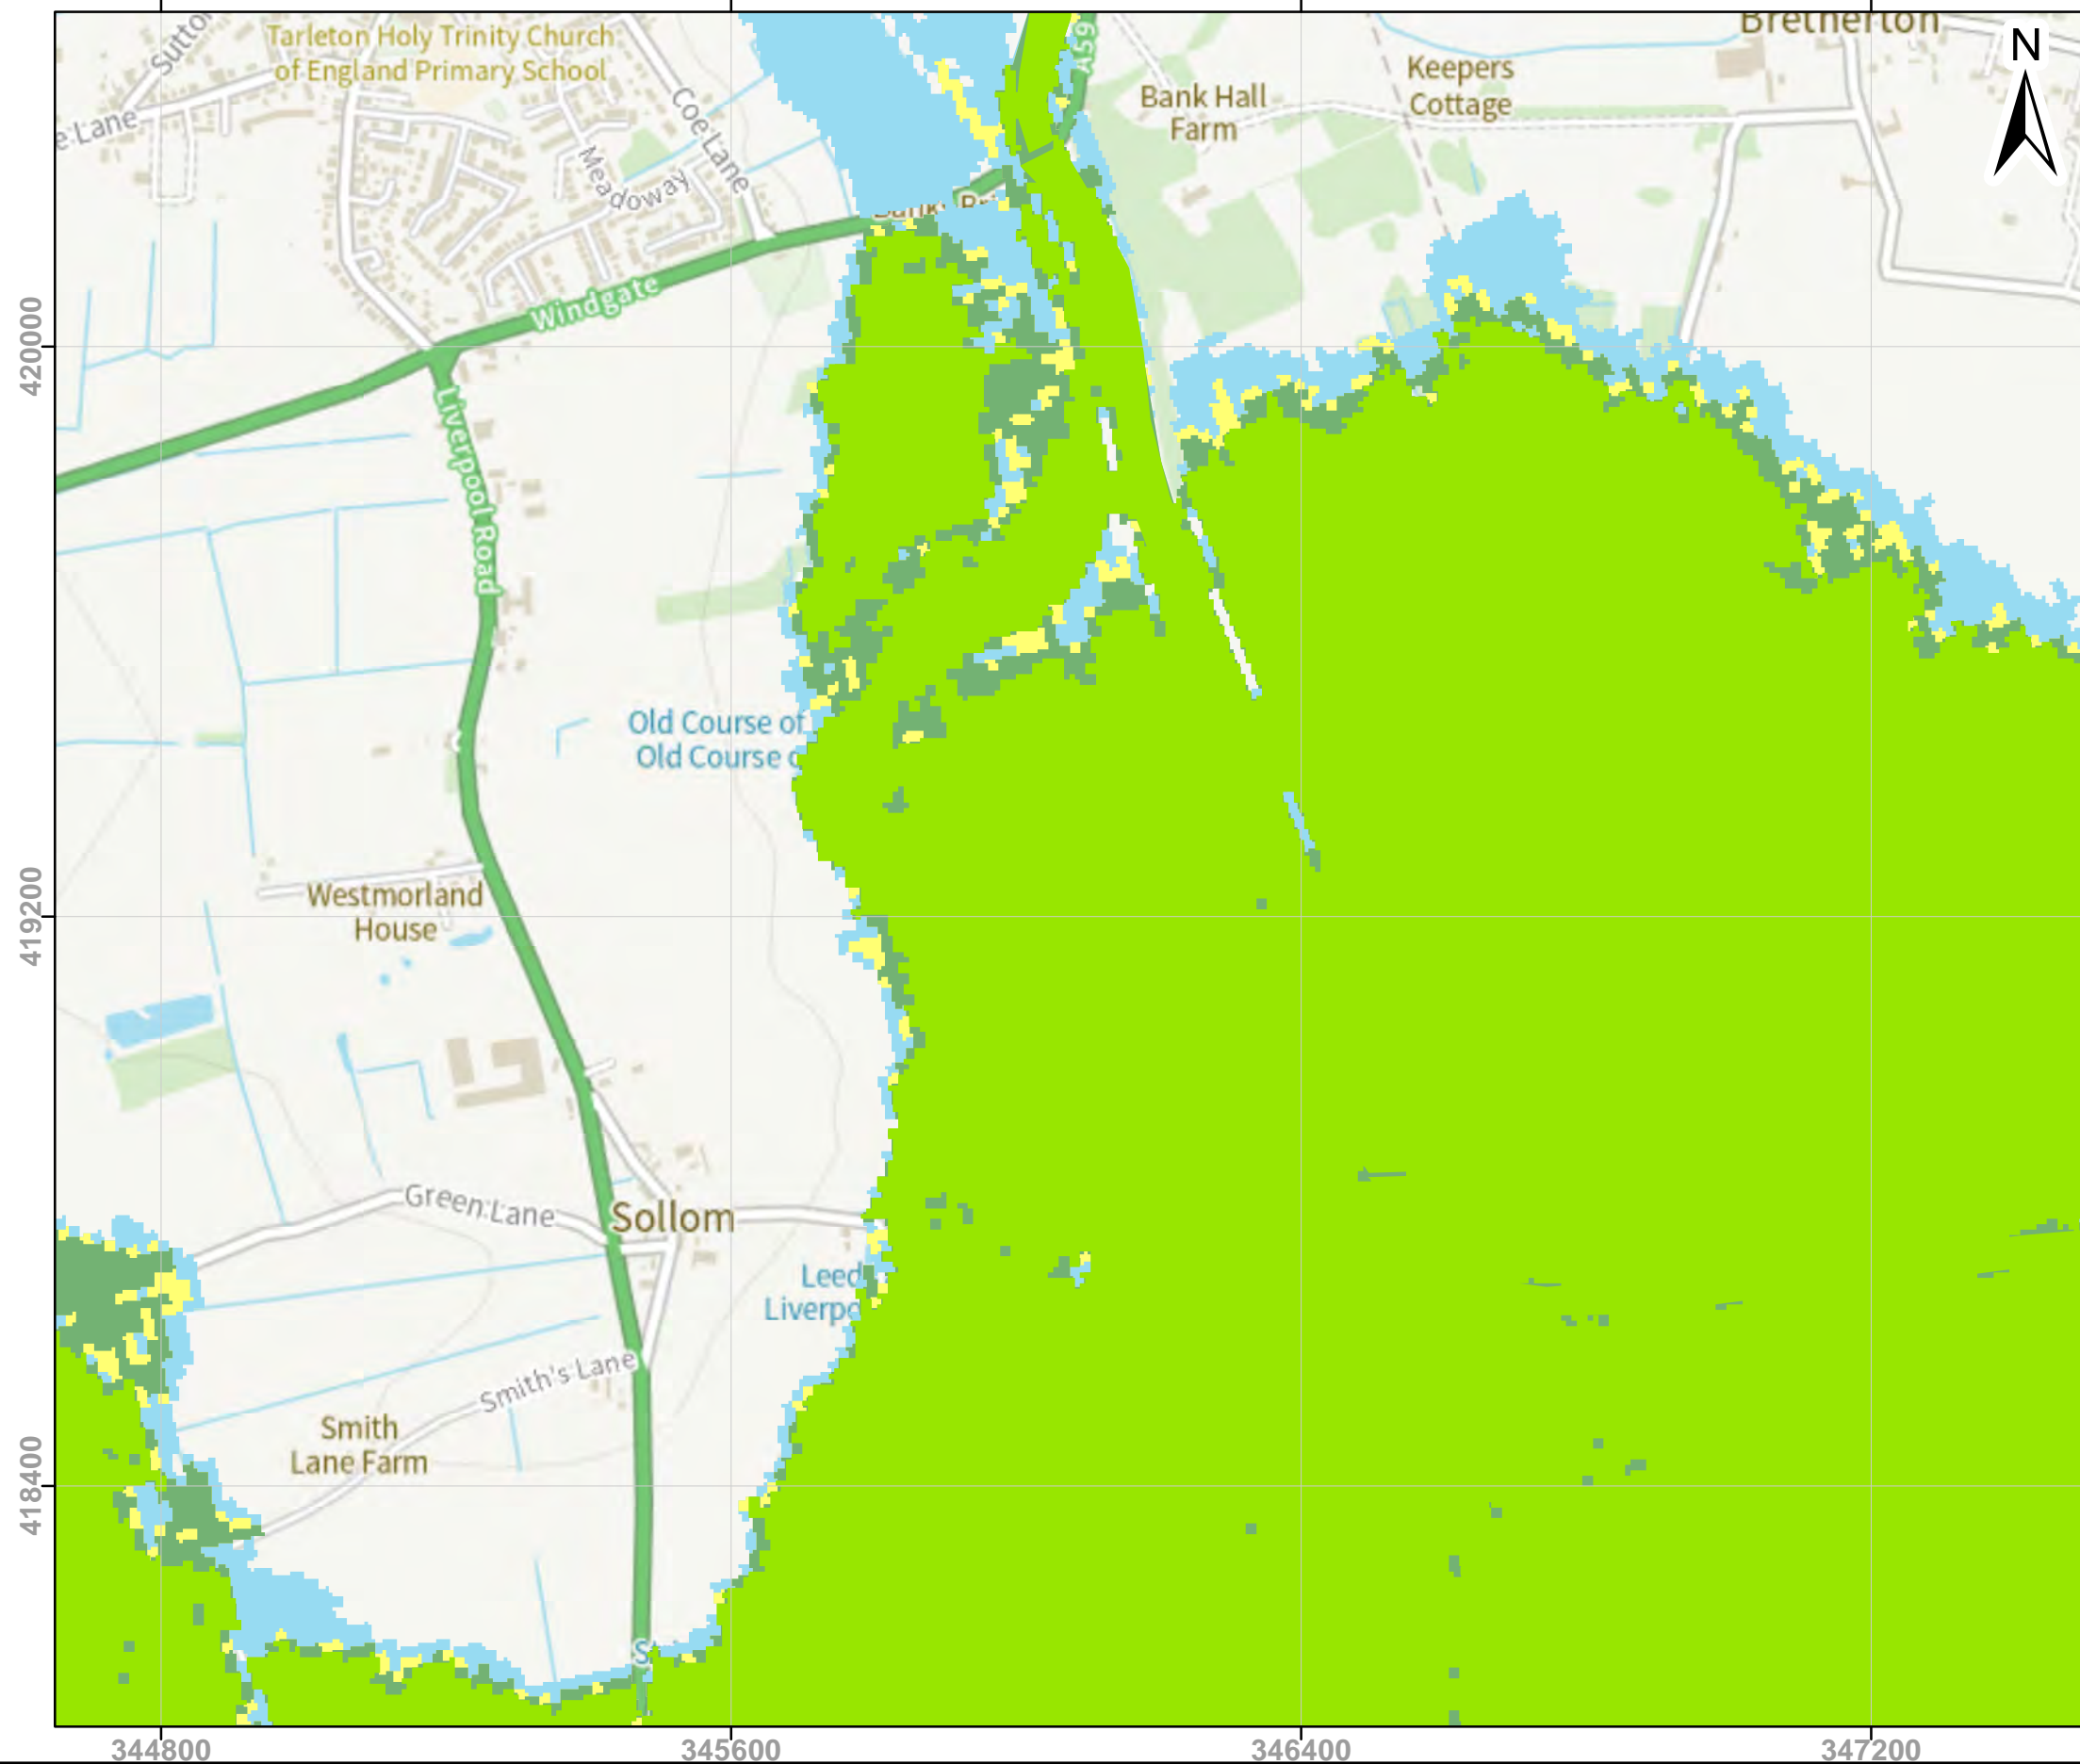 Bretherton
N
Sutto
Tarleton Holy Trinity Church
of England Primary School
A59
Keepers
Cottage
Bank Hall
Farm
e Lane
Coe Lane
Meadoway
Windgate
420000
Liverpool Road
Old Course of
Old Course o
Westmorland
House
419200
Green Lane
Sollom
Leed
Liverpo
Smith's Lane
Smith
Lane Farm
418400
S
344800
345600
346400
347200